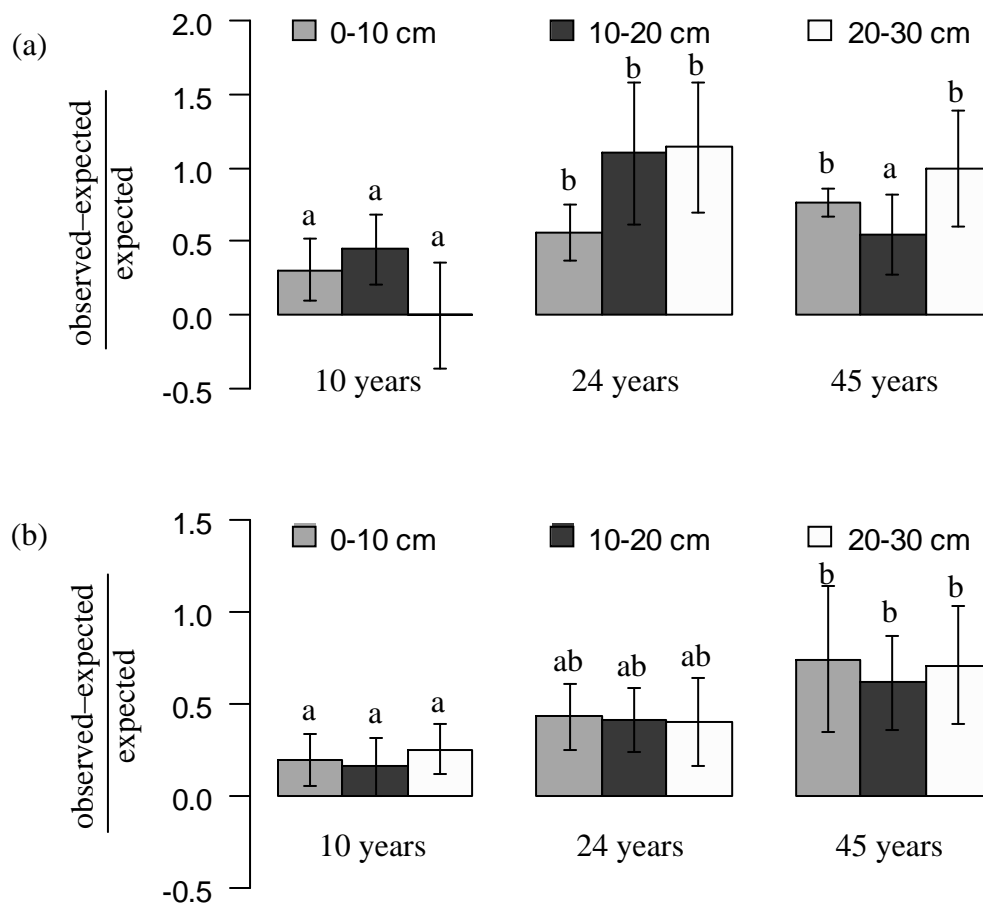 (a)
observed–expected
expected
2.0
1.5
1.0
0.5
0.0
-0.5
0-10 cm
10-20 cm
20-30 cm
a
a
a
b
b
b
b
a
b
10 years
24 years
45 years
(b)
observed–expected
expected
1.5
1.0
0.5
0.0
-0.5
0-10 cm
10-20 cm
20-30 cm
a
a
a
ab
ab
ab
b
b
b
10 years
24 years
45 years